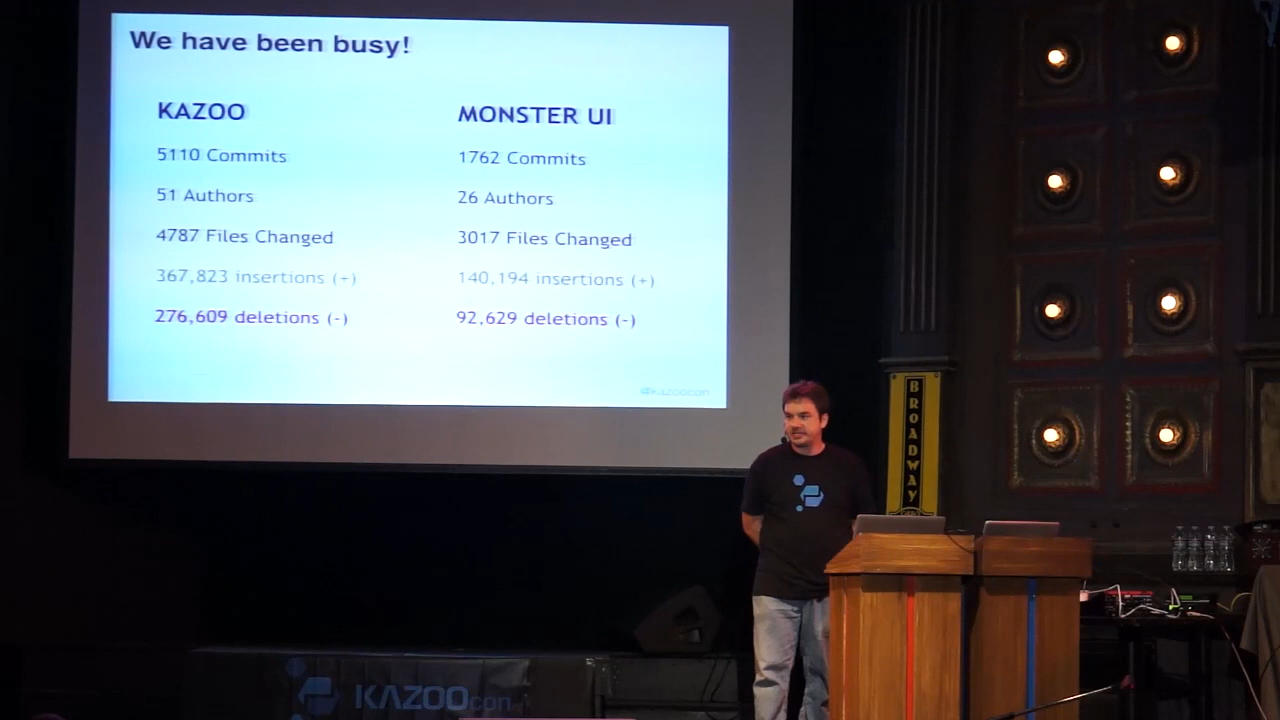 We have been busy!
KAZOO
5110 Commits
51 Authors
4787 Files Changed
367,823 insertions (+)
276,609 deletions (-)
MONSTER UI
1762 Commits
26 Authors
3017 Files Changed
140,194 insertions (+)
92,629 deletions (-)
@kazoocon
BROADWAY
KAZOOcon